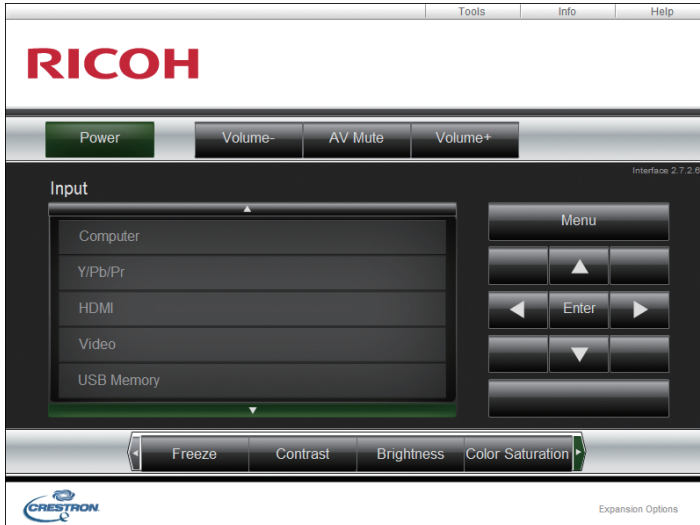 Tools Info Help
RICOH
Power Volume- AV Mute Volume+
Interface 2.7.2.6
Input
Computer
Y/Pb/Pr
HDMI
Video
USB Memory
Menu
Enter
Freeze Contrast Brightness Color Saturation
CRESTRON
Expansion Options